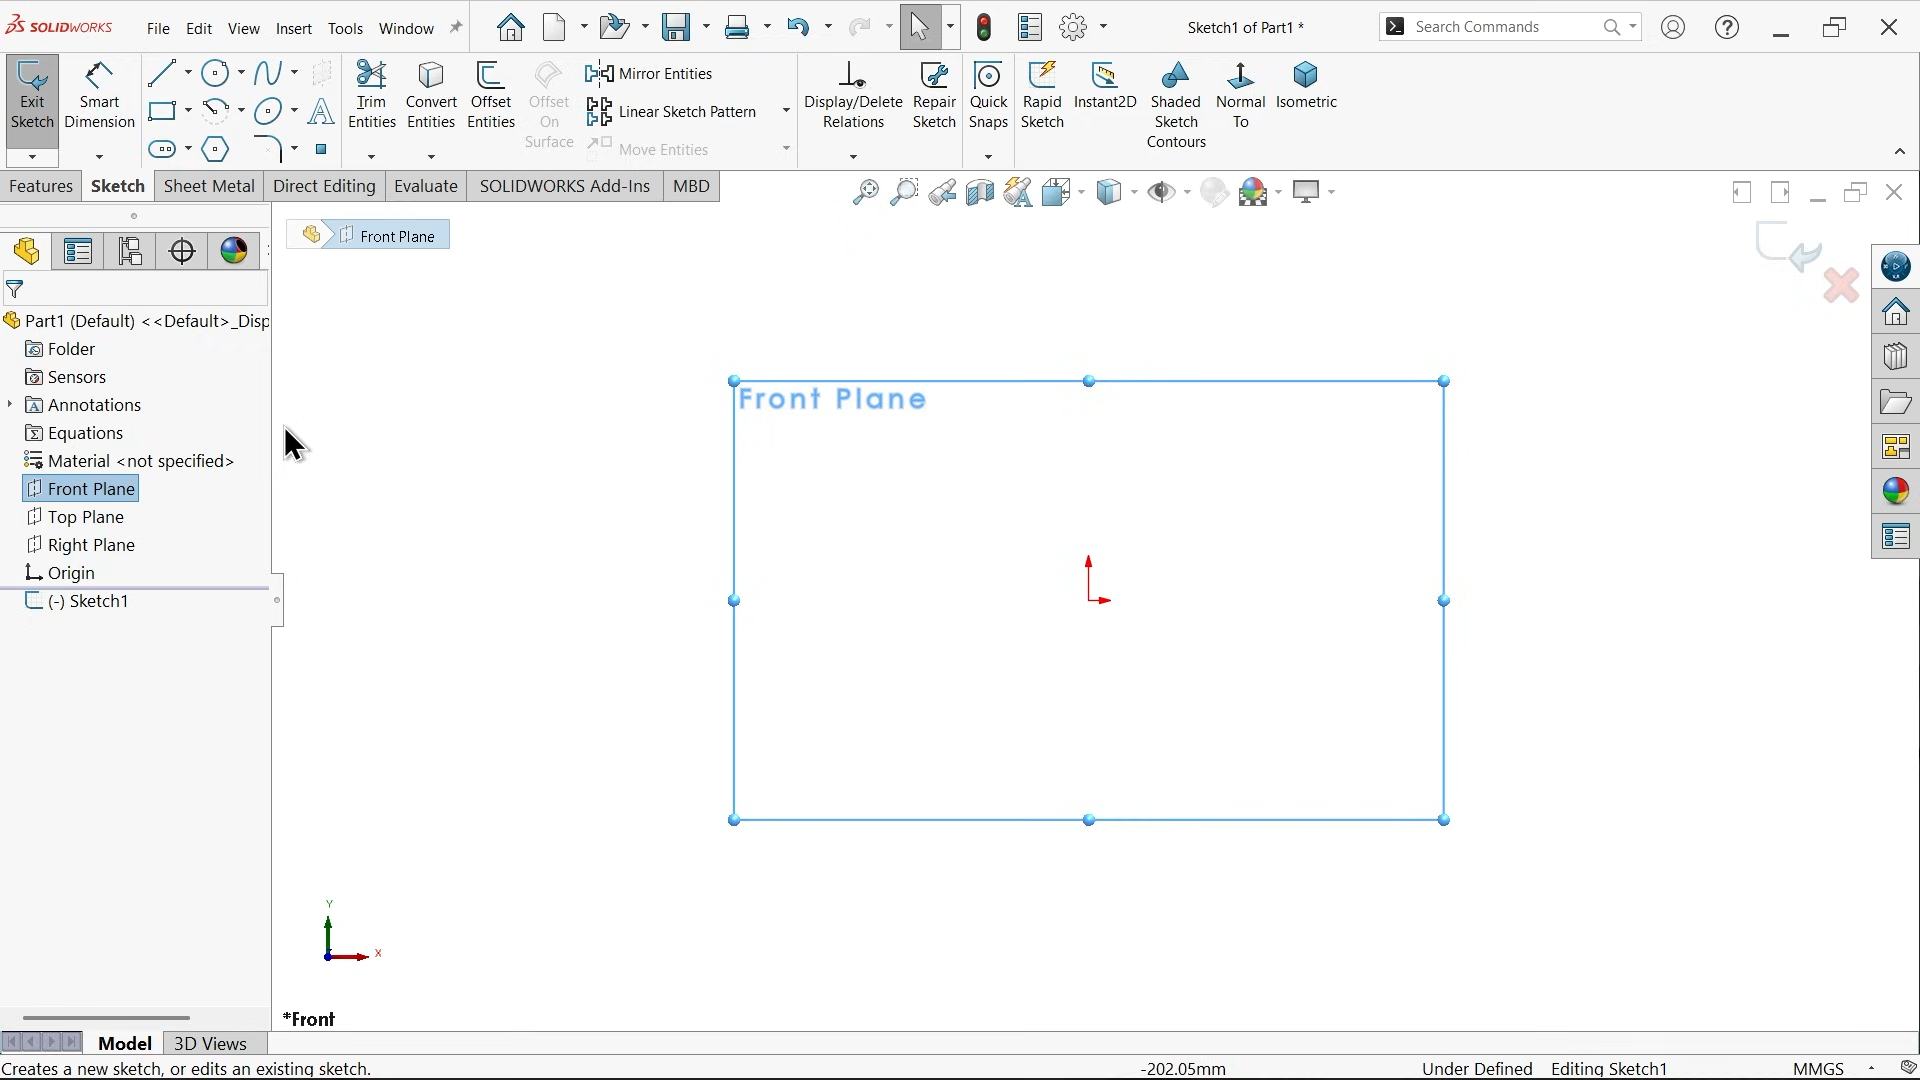 SOLIDWORKS File Edit View Insert Tools Window Sketch1 of Part1 * Search Commands
Exit Sketch
Smart Dimension
Trim Entities
Convert Entities
Offset Entities
Offset On Surface
Mirror Entities
Linear Sketch Pattern
Move Entities
Display/Delete Relations
Repair Sketch
Quick Snaps
Rapid Sketch
Instant2D
Shaded Sketch Contours
Normal To
Isometric
Features Sketch Sheet Metal Direct Editing Evaluate SOLIDWORKS Add-Ins MBD
Front Plane
Part1 (Default) <<Default>_Disp
Folder
Sensors
Annotations
Equations
Material <not specified>
Front Plane
Top Plane
Right Plane
Origin
(-) Sketch1
Front Plane
Y
X
*Front
Model 3D Views
Creates a new sketch, or edits an existing sketch. -202.05mm Under Defined Editing Sketch1 MMGS